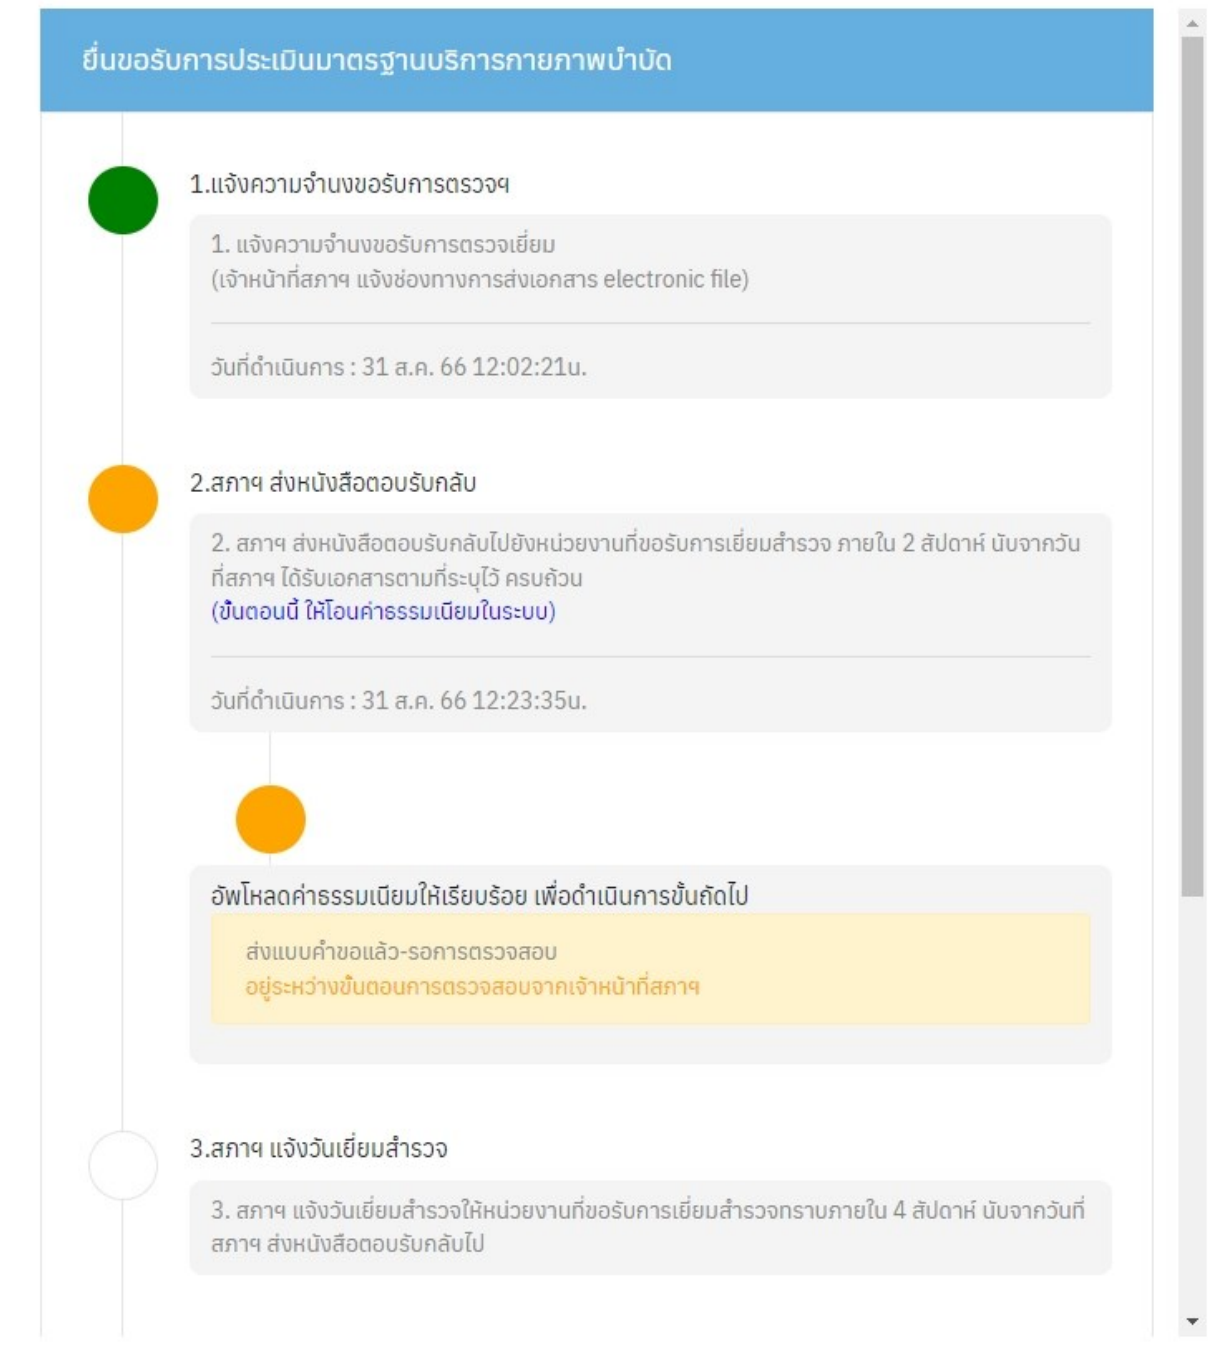 ยื่นขอรับการประเมินมาตรฐานบริการกายภาพบำบัด
1.แจ้งความจำนงขอรับการตรวจฯ
1. แจ้งความจำนงขอรับการตรวจเยี่ยม
(เจ้าหน้าที่สภาฯ แจ้งช่องทางการส่งเอกสาร electronic file)
วันที่ดำเนินการ : 31 ส.ค. 66 12:02:21น.
2.สภาฯ ส่งหนังสือตอบรับกลับ
2. สภาฯ ส่งหนังสือตอบรับกลับไปยังหน่วยงานที่ขอรับการเยี่ยมสำรวจ ภายใน 2 สัปดาห์ นับจากวัน
ที่สภาฯ ได้รับเอกสารตามที่ระบุไว้ ครบถ้วน
(ขั้นตอนนี้ ให้โอนค่าธรรมเนียมในระบบ)
วันที่ดำเนินการ : 31 ส.ค. 66 12:23:35น.
อัพโหลดค่าธรรมเนียมให้เรียบร้อย เพื่อดำเนินการขั้นถัดไป
ส่งแบบคำขอแล้ว-รอการตรวจสอบ
อยู่ระหว่างขั้นตอนการตรวจสอบจากเจ้าหน้าที่สภาฯ
3.สภาฯ แจ้งวันเยี่ยมสำรวจ
3. สภาฯ แจ้งวันเยี่ยมสำรวจให้หน่วยงานที่ขอรับการเยี่ยมสำรวจทราบภายใน 4 สัปดาห์ นับจากวันที่
สภาฯ ส่งหนังสือตอบรับกลับไป